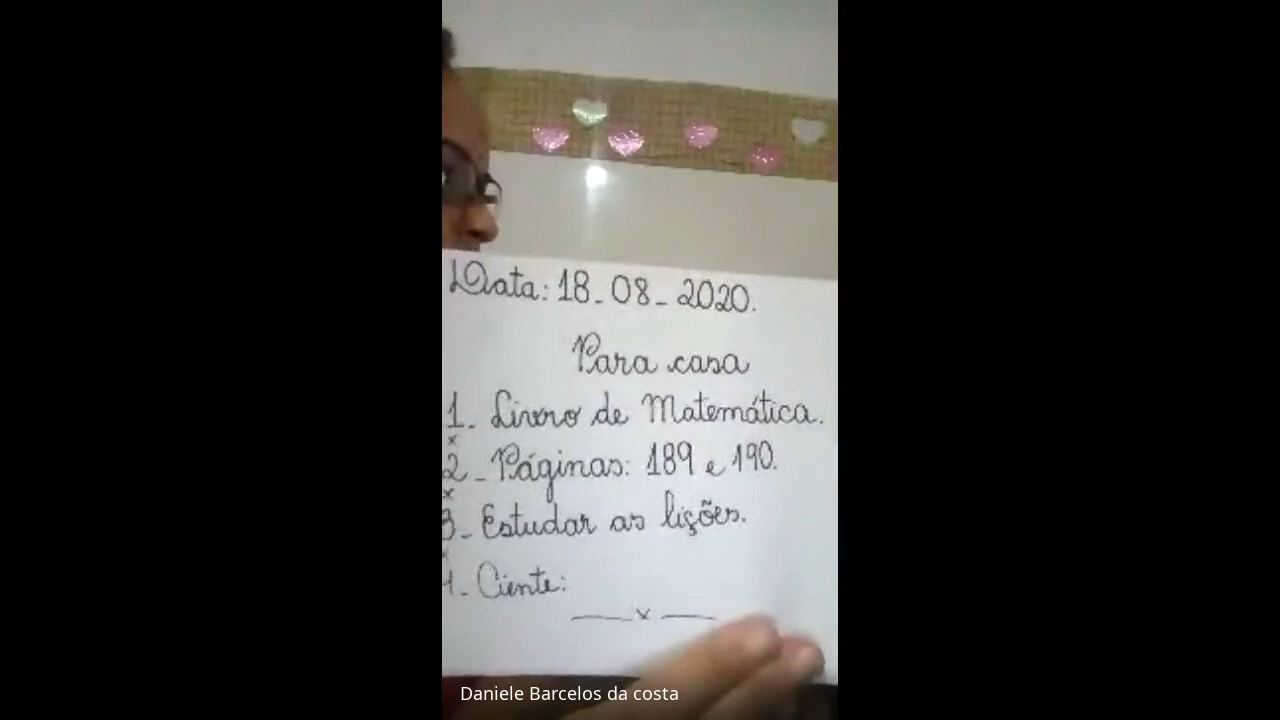 Data: 18-08-2020.
Para casa
1- Livro de Matemática.
x
2- Páginas: 189 e 190.
x
3- Estudar as lições.
4- Ciente:
——x——
Daniele Barcelos da costa